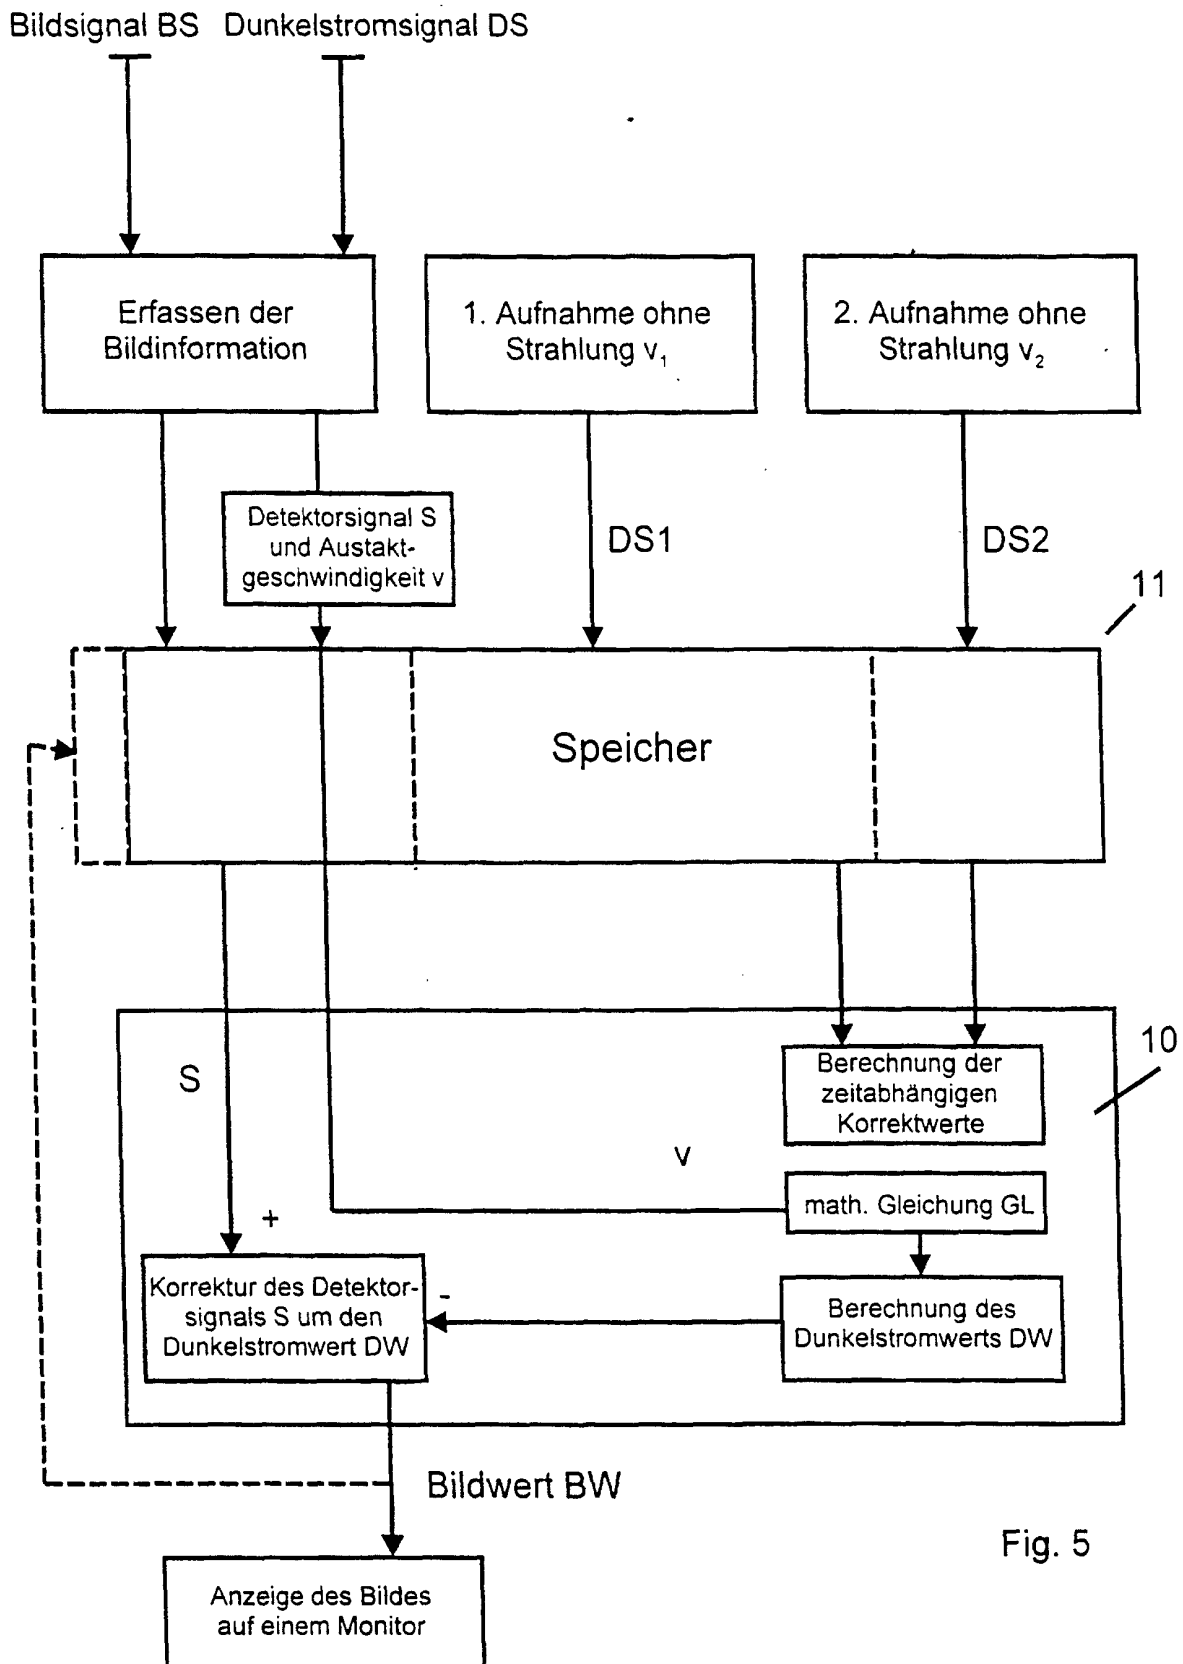 Bildsignal BS Dunkelstromsignal DS
Erfassen der
Bildinformation
1. Aufnahme ohne
Strahlung v₁
2. Aufnahme ohne
Strahlung v₂
Detektorsignal S
und Austakt-
geschwindigkeit v
DS1
DS2
11
Speicher
10
S
Berechnung der
zeitabhängigen
Korrektwerte
v
+
math. Gleichung GL
Korrektur des Detektor-
signals S um den
Dunkelstromwert DW
-
Berechnung des
Dunkelstromwerts DW
Bildwert BW
Fig. 5
Anzeige des Bildes
auf einem Monitor